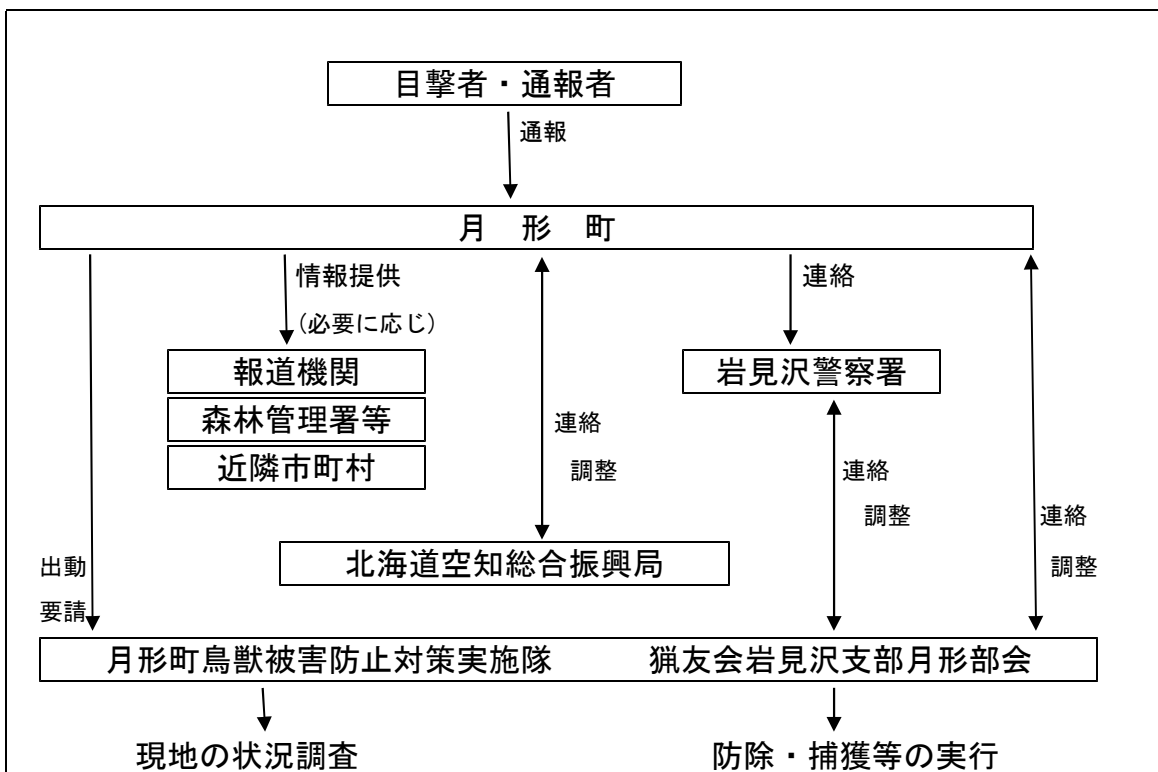 目撃者・通報者
通報
月　形　町
情報提供
(必要に応じ)
連絡
報道機関
森林管理署等
近隣市町村
岩見沢警察署
連絡
調整
連絡
調整
連絡
調整
北海道空知総合振興局
出動
要請
月形町鳥獣被害防止対策実施隊　　猟友会岩見沢支部月形部会
現地の状況調査
防除・捕獲等の実行